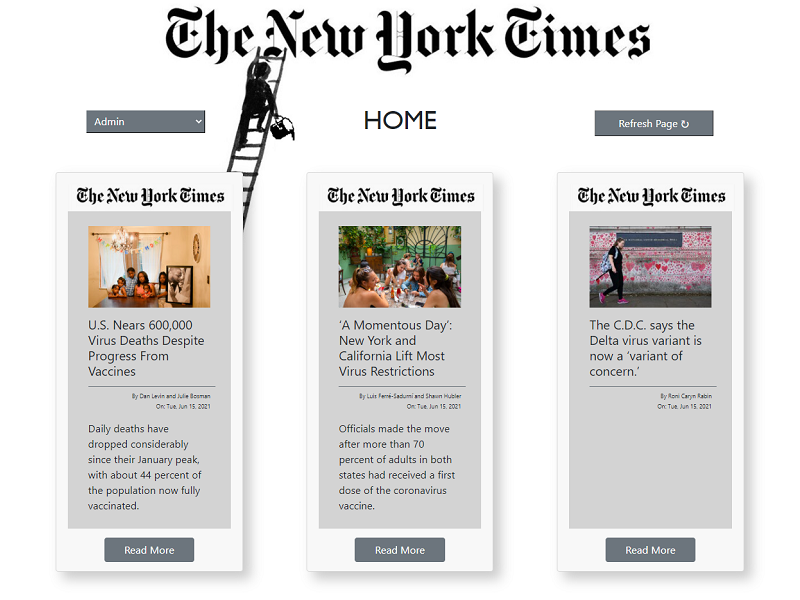 The New York Times
Admin
HOME
Refresh Page ↻
The New York Times
U.S. Nears 600,000
Virus Deaths Despite
Progress From
Vaccines
By Dan Levin and Julie Bosman
On: Tue, Jun 15, 2021
Daily deaths have
dropped considerably
since their January peak,
with about 44 percent of
the population now fully
vaccinated.
Read More
The New York Times
‘A Momentous Day’:
New York and
California Lift Most
Virus Restrictions
By Luis Ferré-Sadurní and Shawn Hubler
On: Tue, Jun 15, 2021
Officials made the move
after more than 70
percent of adults in both
states had received a first
dose of the coronavirus
vaccine.
Read More
The New York Times
The C.D.C. says the
Delta virus variant is
now a ‘variant of
concern.’
By Roni Caryn Rabin
On: Tue, Jun 15, 2021
Read More